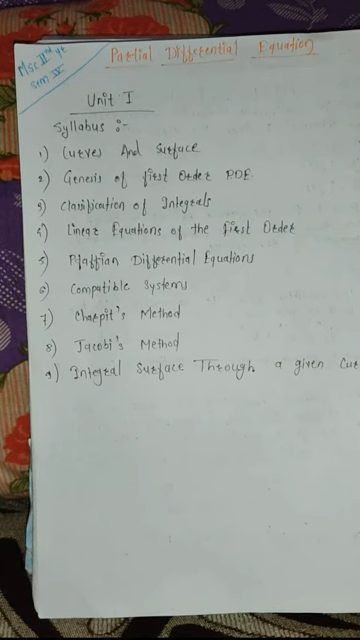 Msc IInd yr
Sem IV
Partial Differential Equation
Unit I
Syllabus :-
1) Curves And Surface
2) Genesis of first Order P.D.E.
3) Classification of Integrals
4) Linear Equations of the first Order
5) Pfaffian Differential Equations
6) Compatible Systems
7) Charpit's Method
8) Jacobi's Method
9) Integral Surface Through a given Cur